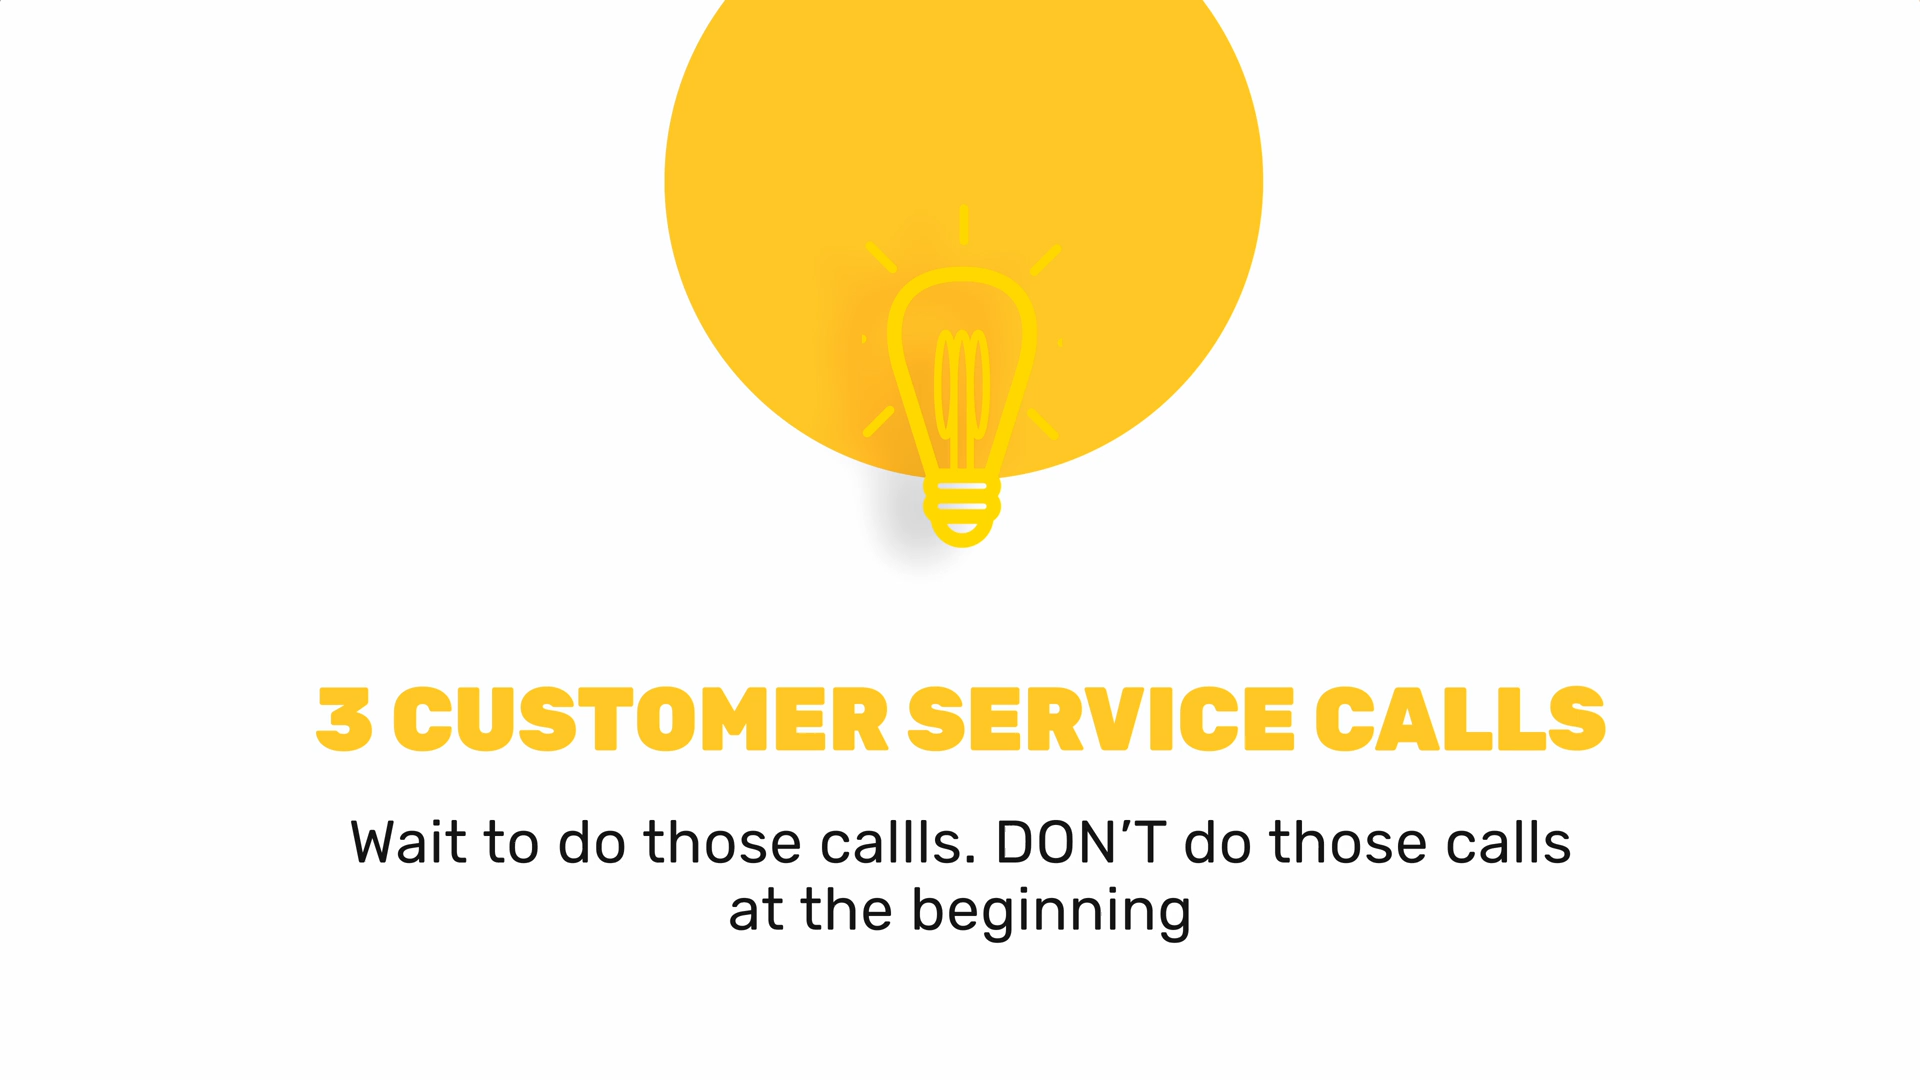 3 CUSTOMER SERVICE CALLS
Wait to do those callls. DON’T do those calls
at the beginning